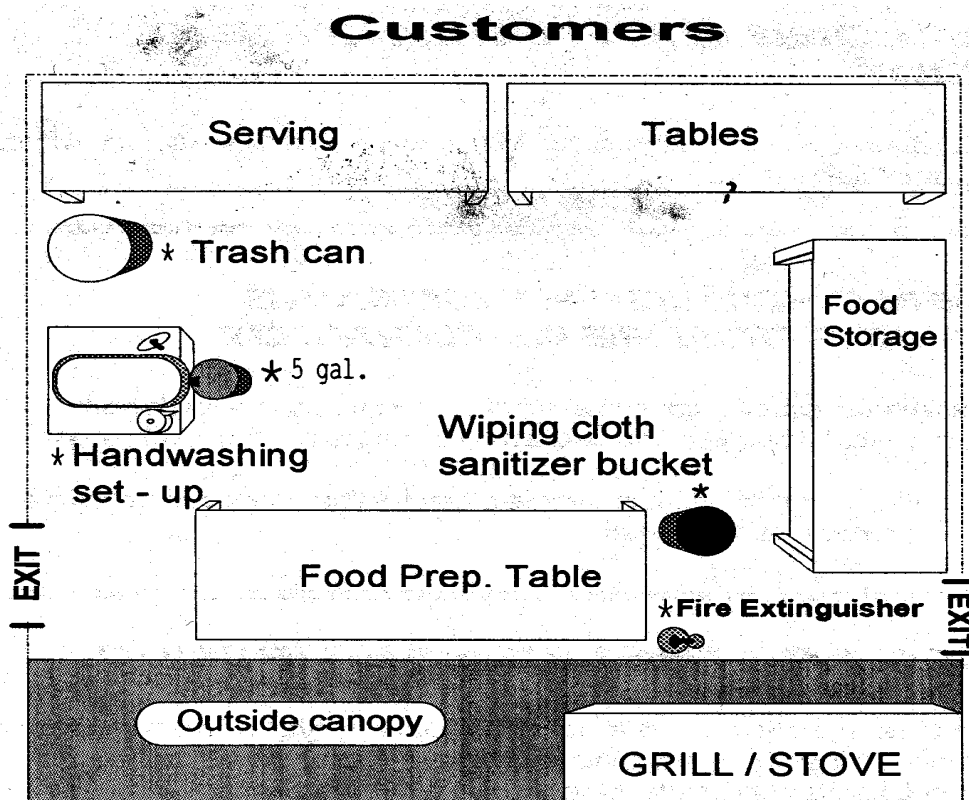 Customers
Serving
Tables
* Trash can
Food
Storage
* 5 gal.
Wiping cloth
sanitizer bucket
*
* Handwashing
set - up
EXIT
Food Prep. Table
* Fire Extinguisher
EXIT
Outside canopy
GRILL / STOVE